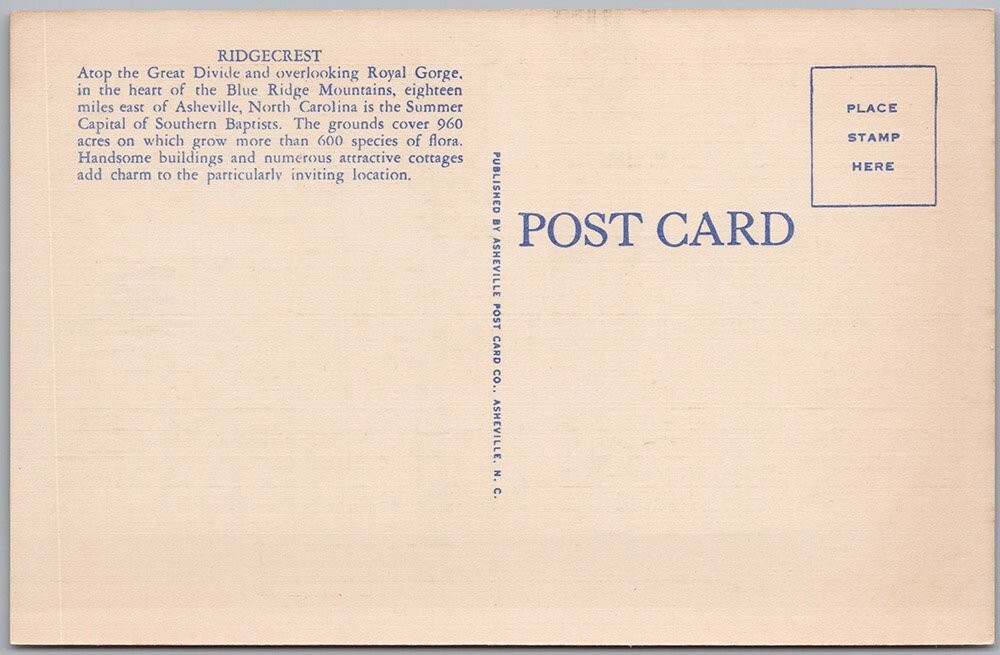 RIDGECREST
Atop the Great Divide and overlooking Royal Gorge,
in the heart of the Blue Ridge Mountains, eighteen
miles east of Asheville, North Carolina is the Summer
Capital of Southern Baptists. The grounds cover 960
acres on which grow more than 600 species of flora.
Handsome buildings and numerous attractive cottages
add charm to the particularly inviting location.
PUBLISHED BY ASHEVILLE POST CARD CO., ASHEVILLE, N. C.
POST CARD
PLACE
STAMP
HERE